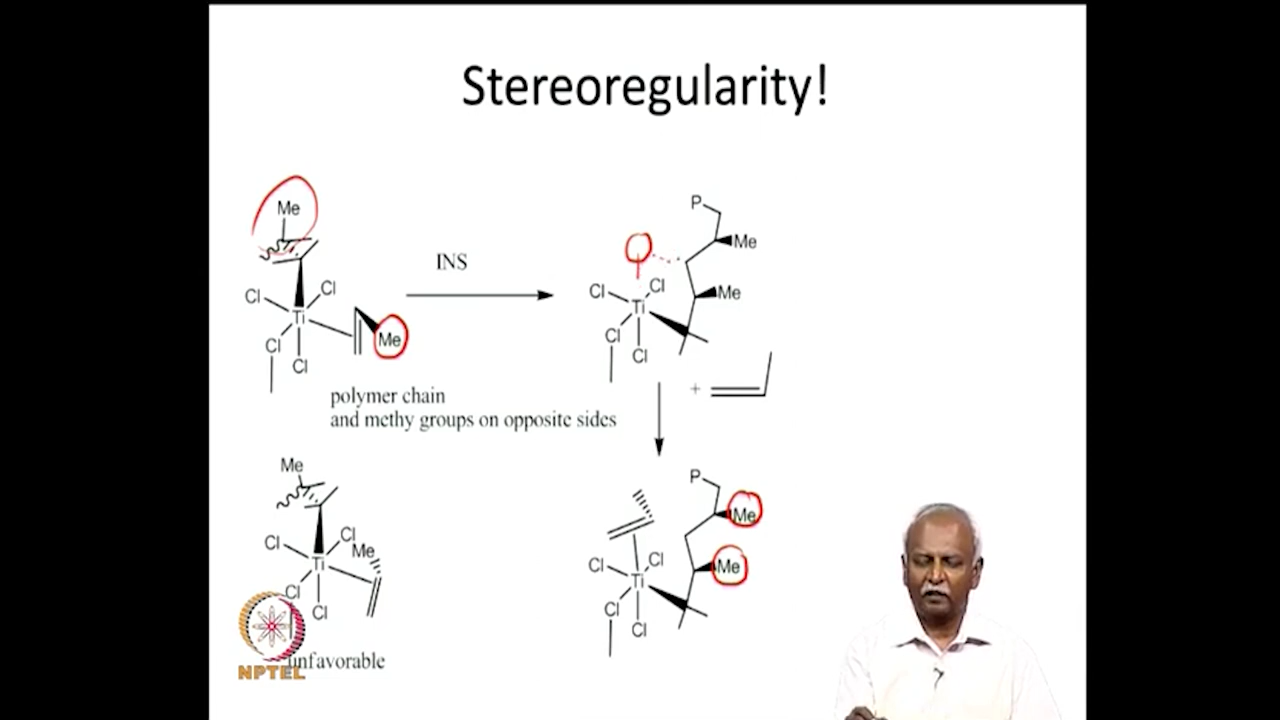 Stereoregularity!
Me
Cl
Cl
Ti
Me
Cl
Cl
INS
P
Me
Me
Cl
Cl
Ti
Cl
Cl
polymer chain
and methy groups on opposite sides
+
Me
Cl
Cl
Me
Ti
Cl
Cl
unfavorable
P
Me
Me
Cl
Cl
Ti
Cl
Cl
NPTEL